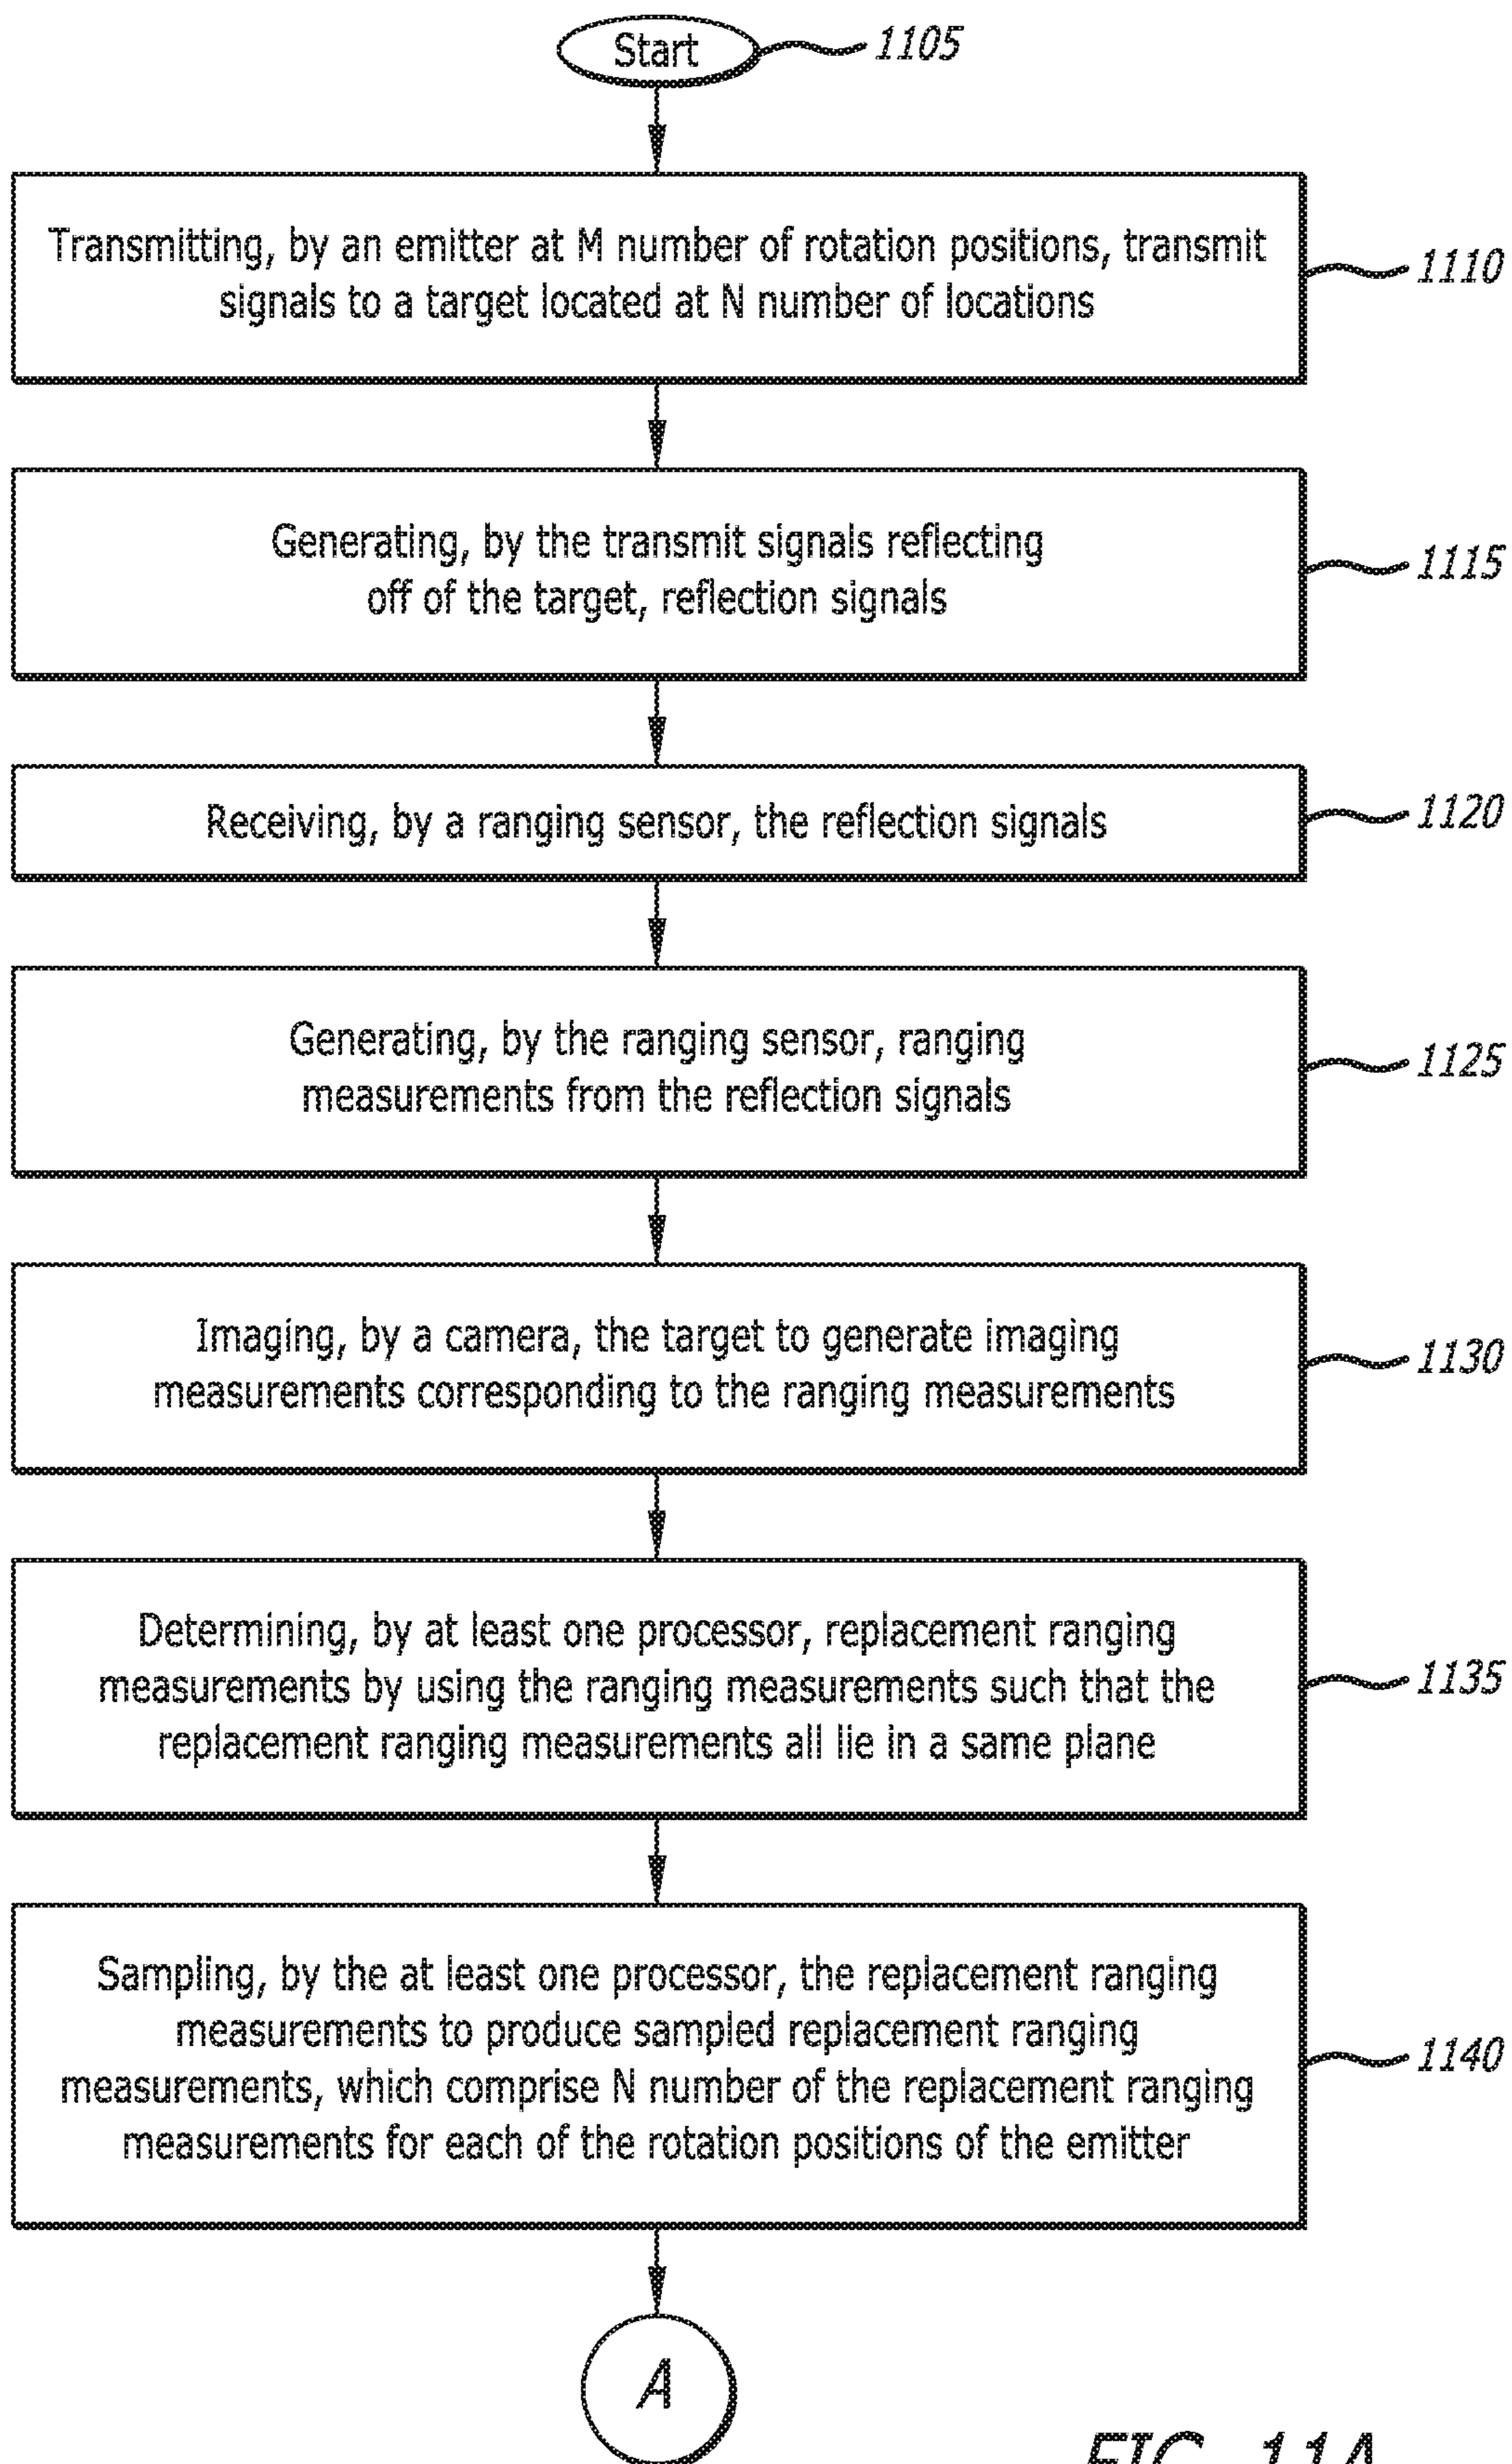 Start
1105
Transmitting, by an emitter at M number of rotation positions, transmit
signals to a target located at N number of locations
1110
Generating, by the transmit signals reflecting
off of the target, reflection signals
1115
Receiving, by a ranging sensor, the reflection signals
1120
Generating, by the ranging sensor, ranging
measurements from the reflection signals
1125
Imaging, by a camera, the target to generate imaging
measurements corresponding to the ranging measurements
1130
Determining, by at least one processor, replacement ranging
measurements by using the ranging measurements such that the
replacement ranging measurements all lie in a same plane
1135
Sampling, by the at least one processor, the replacement ranging
measurements to produce sampled replacement ranging
measurements, which comprise N number of the replacement ranging
measurements for each of the rotation positions of the emitter
1140
A
FIG. 11A